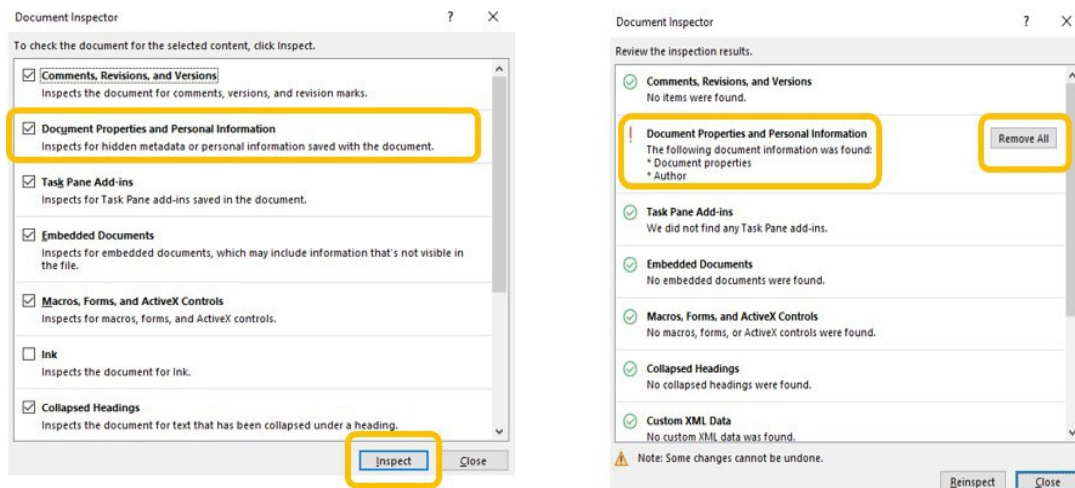 Document Inspector
?
To check the document for the selected content, click Inspect.
Comments, Revisions, and Versions
Inspects the document for comments, versions, and revision marks.
Document Properties and Personal Information
Inspects for hidden metadata or personal information saved with the document.
Task Pane Add-ins
Inspects for Task Pane add-ins saved in the document.
Embedded Documents
Inspects for embedded documents, which may include information that's not visible in
the file.
Macros, Forms, and ActiveX Controls
Inspects for macros, forms, and ActiveX controls.
Ink
Inspects the document for Ink.
Collapsed Headings
Inspects the document for text that has been collapsed under a heading.
Inspect
Close
Document Inspector
?
Review the inspection results.
Comments, Revisions, and Versions
No items were found.
! Document Properties and Personal Information
The following document information was found:
* Document properties
* Author
Remove All
Task Pane Add-ins
We did not find any Task Pane add-ins.
Embedded Documents
No embedded documents were found.
Macros, Forms, and ActiveX Controls
No macros, forms, or ActiveX controls were found.
Collapsed Headings
No collapsed headings were found.
Custom XML Data
No custom XML data was found.
Note: Some changes cannot be undone.
Reinspect
Close